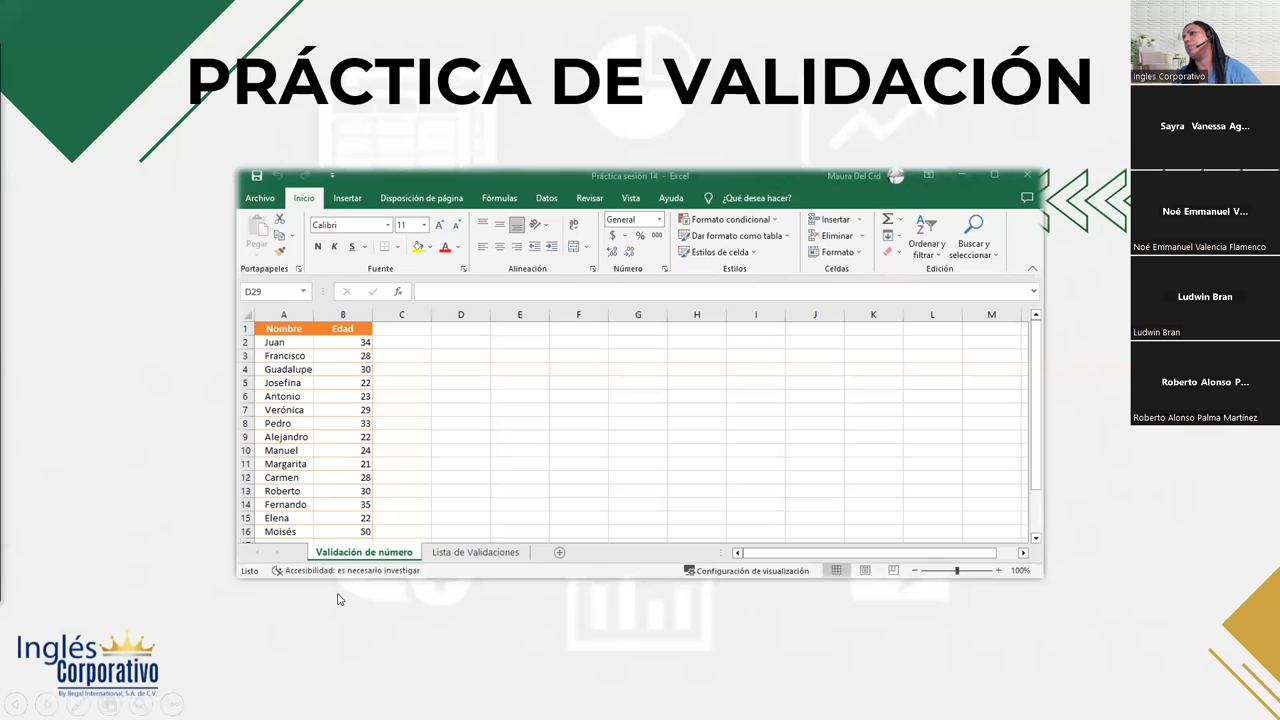 PRÁCTICA DE VALIDACIÓN
Práctica sesión 14 - Excel
Maura Del Cid
Archivo Inicio Insertar Disposición de página Fórmulas Datos Revisar Vista Ayuda ¿Qué desea hacer?
Pegar
Calibri 11
N K S
General
$ % 000
Formato condicional
Dar formato como tabla
Estilos de celda
Insertar
Eliminar
Formato
Ordenar y filtrar
Buscar y seleccionar
Portapapeles Fuente Alineación Número Estilos Celdas Edición
D29
A B C D E F G H I J K L M
1 Nombre Edad
2 Juan 34
3 Francisco 28
4 Guadalupe 30
5 Josefina 22
6 Antonio 23
7 Verónica 29
8 Pedro 33
9 Alejandro 22
10 Manuel 24
11 Margarita 21
12 Carmen 28
13 Roberto 30
14 Fernando 35
15 Elena 22
16 Moisés 50
Validación de número Lista de Validaciones
Listo Accesibilidad: es necesario investigar Configuración de visualización 100%
Inglés
Corporativo
By Regal International, S.A. de C.V.
Ingles Corporativo
Sayra Vanessa Ag...
Noé Emmanuel V...
Noé Emmanuel Valencia Flamenco
Ludwin Bran
Ludwin Bran
Roberto Alonso P...
Roberto Alonso Palma Martínez